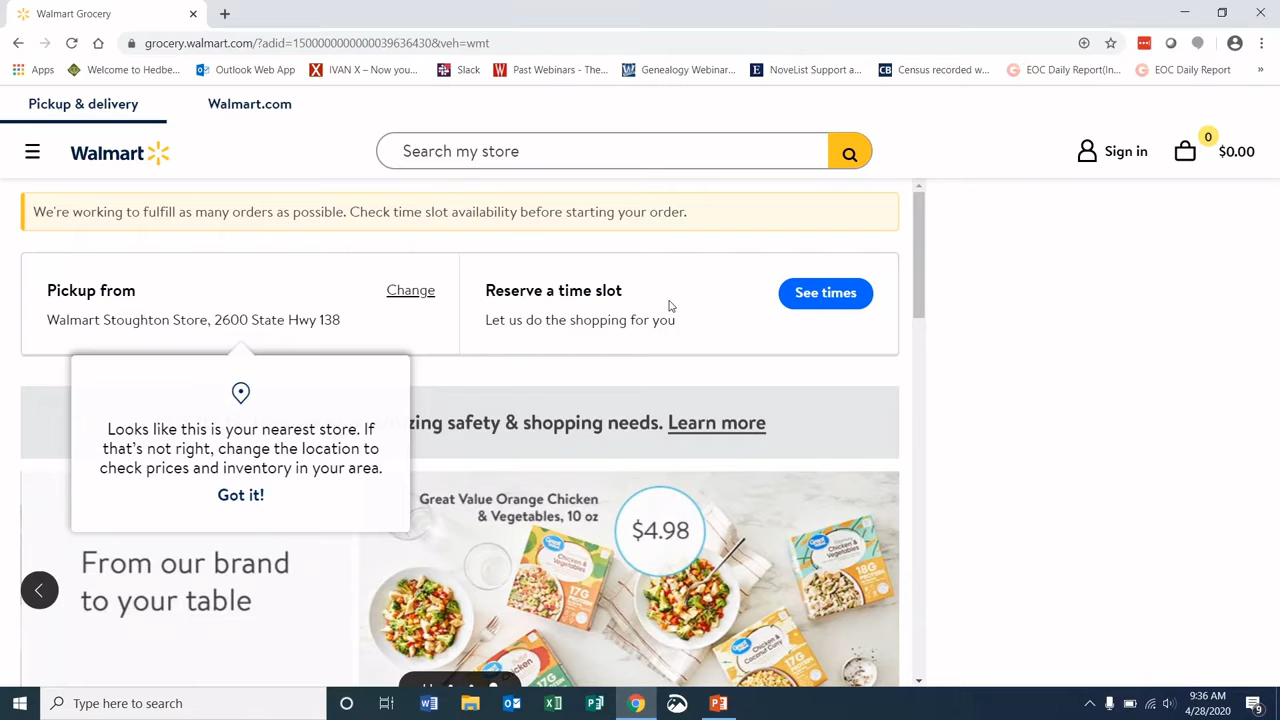 Walmart Grocery
grocery.walmart.com/?adid=15000000000000396364308&veh=wmt
Apps
Welcome to Hedbe...
Outlook Web App
IVAN X – Now you...
Slack
Past Webinars - The...
Genealogy Webinar...
NoveList Support a...
Census recorded w...
EOC Daily Report(In...
EOC Daily Report
»
Pickup & delivery
Walmart.com
Walmart
Search my store
Sign in
0
$0.00
We're working to fulfill as many orders as possible. Check time slot availability before starting your order.
Pickup from
Change
Walmart Stoughton Store, 2600 State Hwy 138
Reserve a time slot
Let us do the shopping for you
See times
Looks like this is your nearest store. If
that's not right, change the location to
check prices and inventory in your area.
Got it!
izing safety & shopping needs. Learn more
Great Value Orange Chicken
& Vegetables, 10 oz
$4.98
From our brand
to your table
Type here to search
9:36 AM
4/28/2020
9